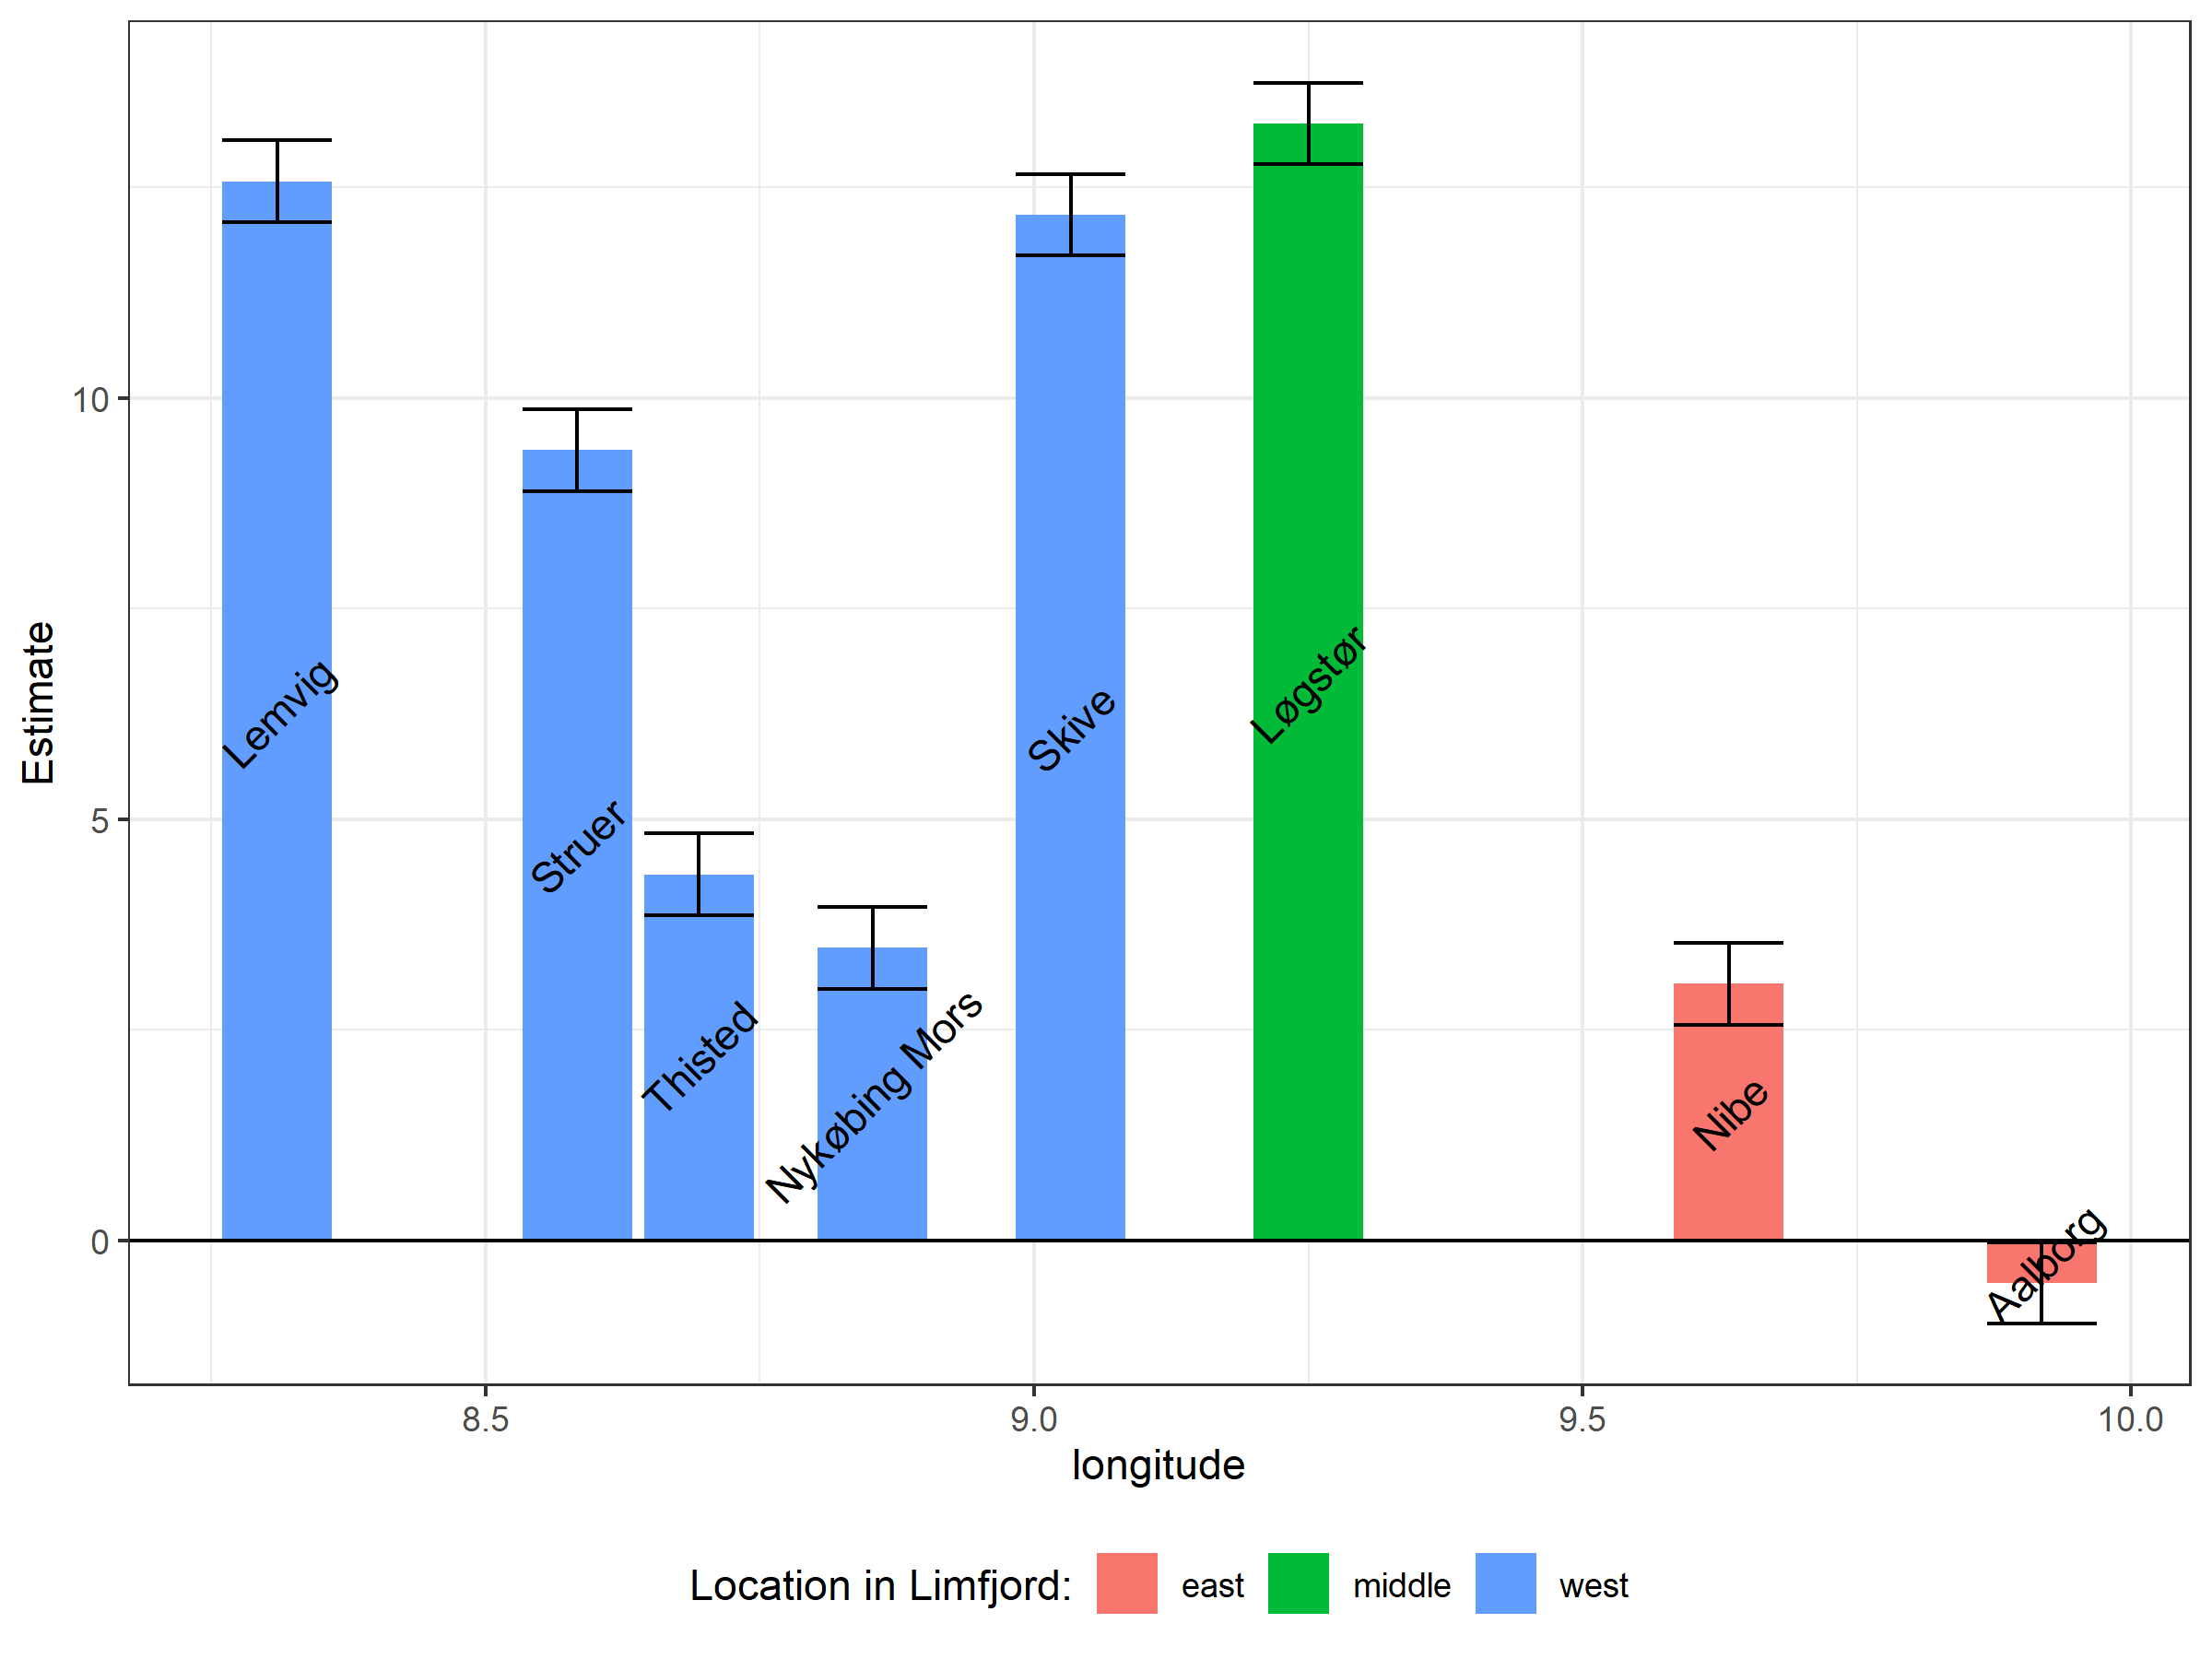 Estimate
10
5
0
Lemvig
Struer
Thisted
Nykøbing Mors
Skive
Løgstør
Nibe
Aalborg
8.5 9.0 9.5 10.0
longitude
Location in Limfjord: east middle west